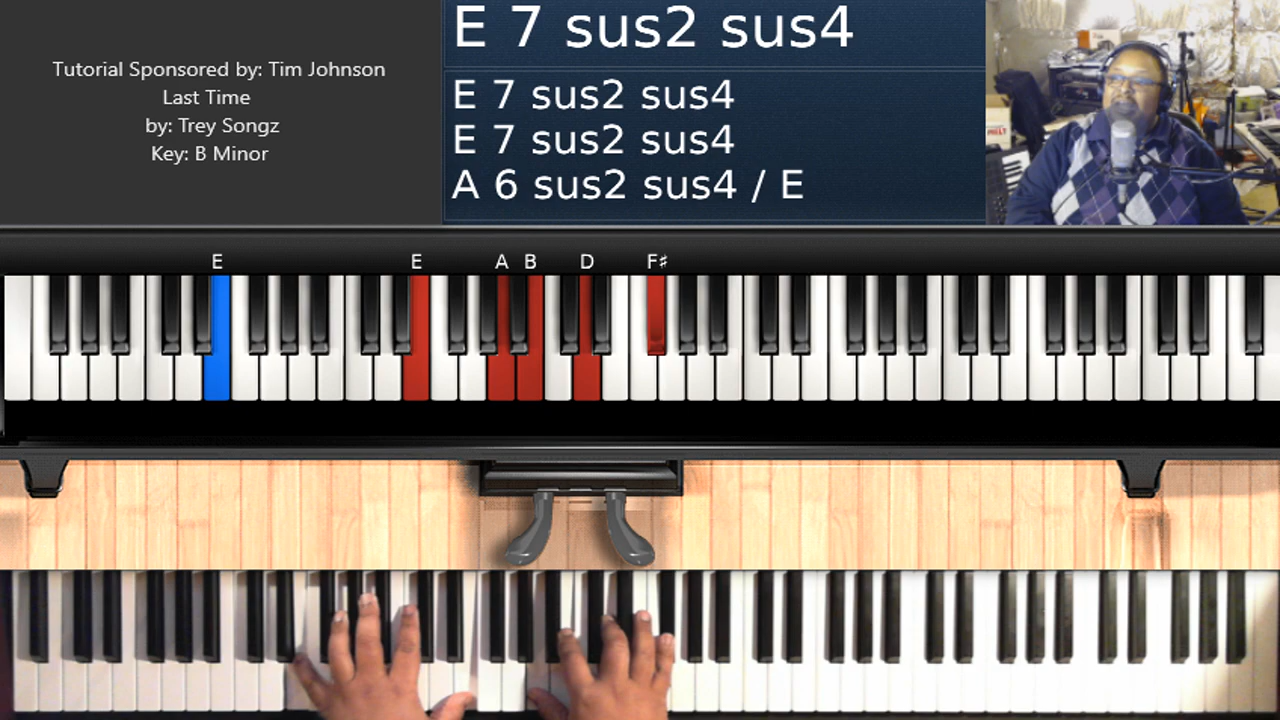 Tutorial Sponsored by: Tim Johnson
Last Time
by: Trey Songz
Key: B Minor
E 7 sus2 sus4
E 7 sus2 sus4
E 7 sus2 sus4
A 6 sus2 sus4 / E
E E A B D F♯